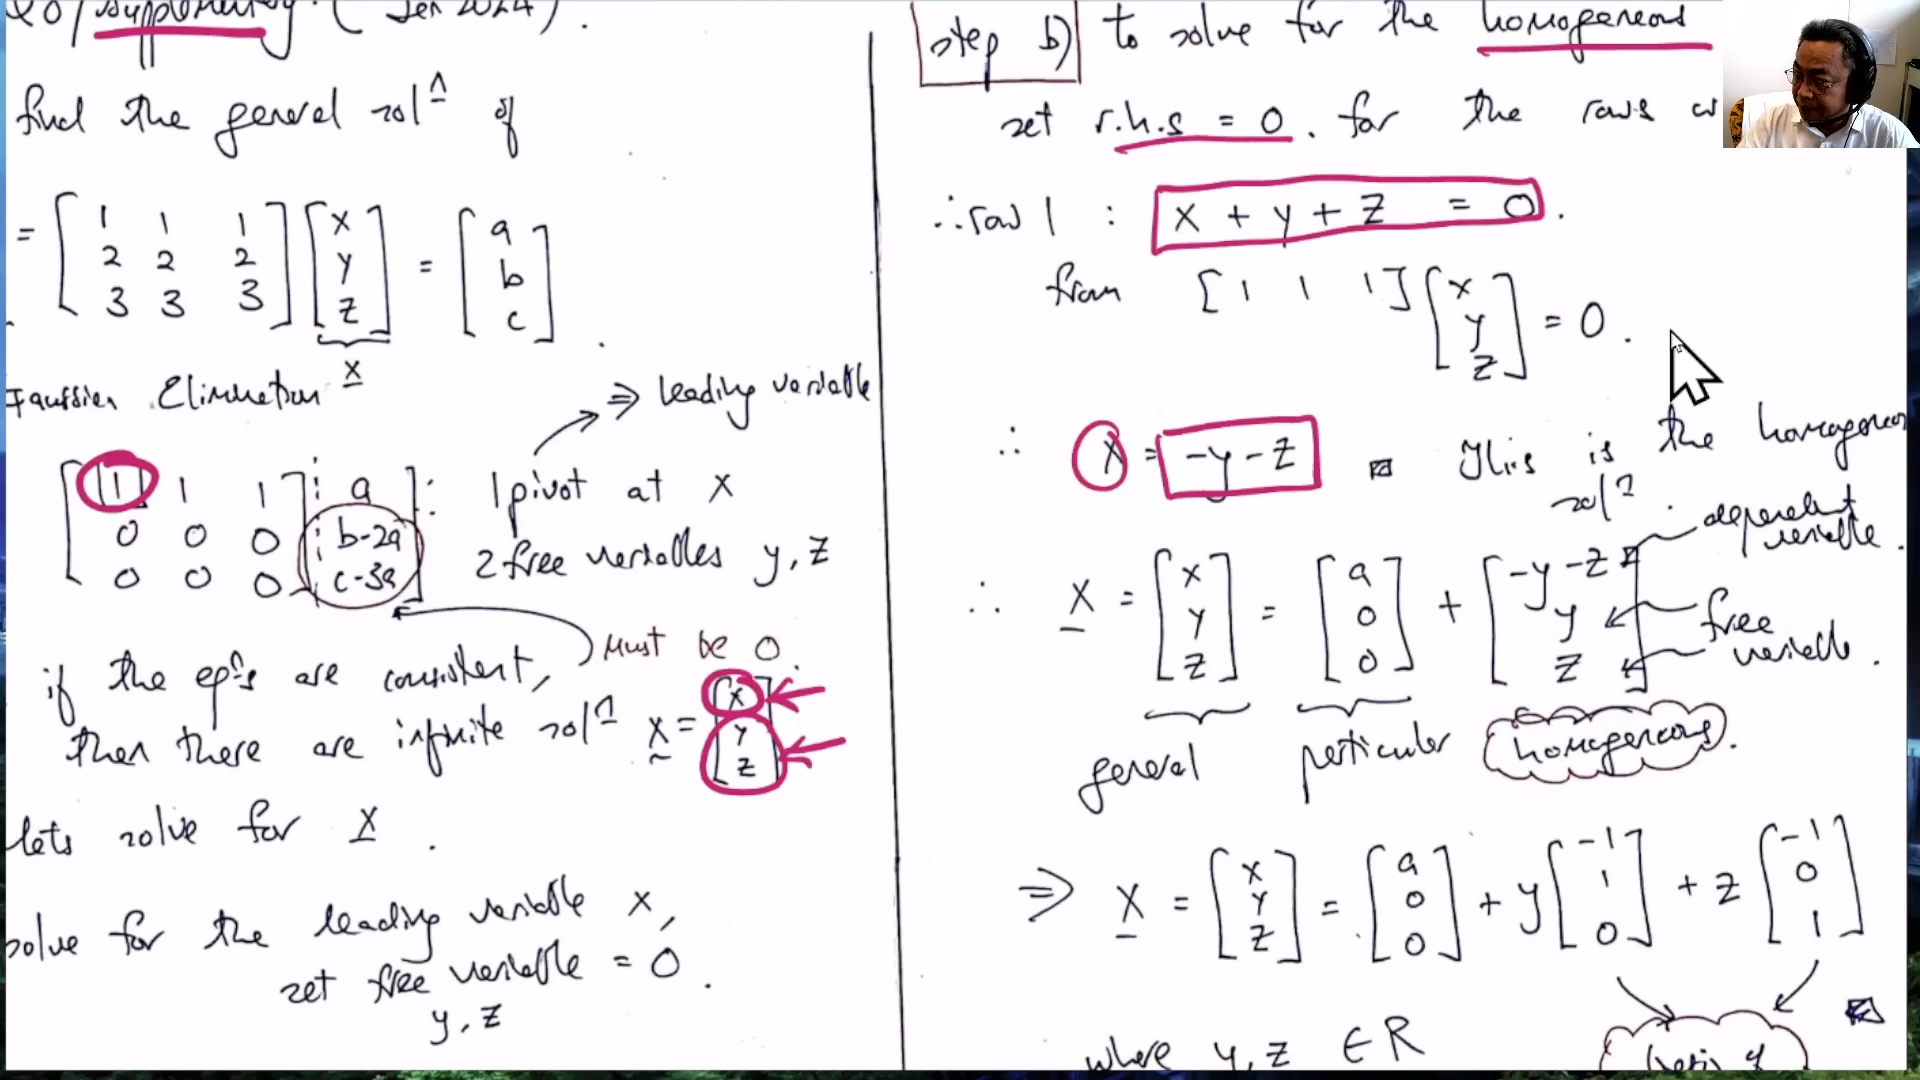 supplementary (Jan 2024).
find the general solⁿ of
= [1 1 1] [x] = [a]
[2 2 2] [y] [b]
[3 3 3] [z] [c]
x
Gaussian Elimination
⇒ leading variable
[1 1 1 ¦ a] : 1 pivot at x
[0 0 0 ¦ b-2a] 2 free variables y, z
[0 0 0 ¦ c-3a]
Must be 0.
if the eqⁿs are consistent,
then there are infinite solⁿ x = [x y z]
lets solve for x.
solve for the leading variable x,
set free variable = 0.
y, z
step b) to solve for the homogeneous
set r.h.s = 0. for the rows
∴ row 1 : x + y + z = 0.
from [1 1 1] [x y z] = 0.
∴ x = -y - z This is the homogeneous
solⁿ.
dependent
variable.
∴ x = [x] = [a] + [-y -z]
[y] [0] [y]
[z] [0] [z]
free
variable.
general particular homogeneous.
⇒ x = [x] = [a] + y [-1] + z [-1]
[y] [0] [1] [0]
[z] [0] [0] [1]
where y, z ∈ R